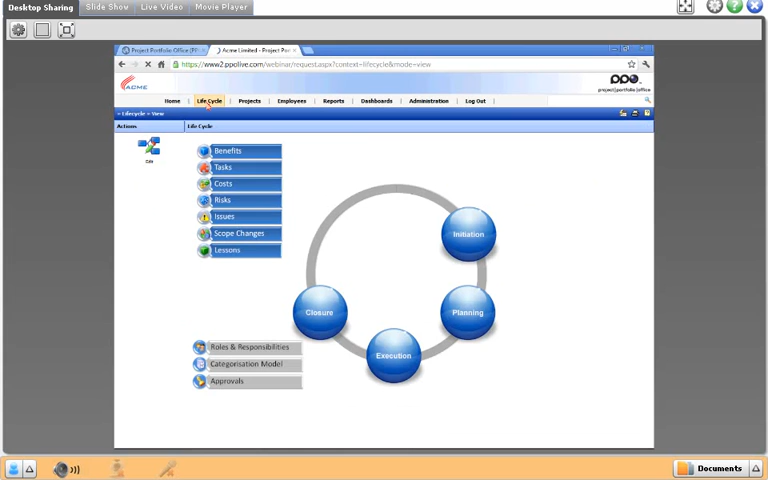 Desktop Sharing Slide Show Live Video Movie Player
Project Portfolio Office (PP Acme Limited - Project Por
https://www2.ppolive.com/webinar/request.aspx?context=lifecycle&mode=view
ACME
ppo
project|portfolio|office
Home Life Cycle Projects Employees Reports Dashboards Administration Log Out
Lifecycle » View
Actions Life Cycle
Edit
Benefits
Tasks
Costs
Risks
Issues
Scope Changes
Lessons
Initiation
Planning
Execution
Closure
Roles & Responsibilities
Categorisation Model
Approvals
Documents